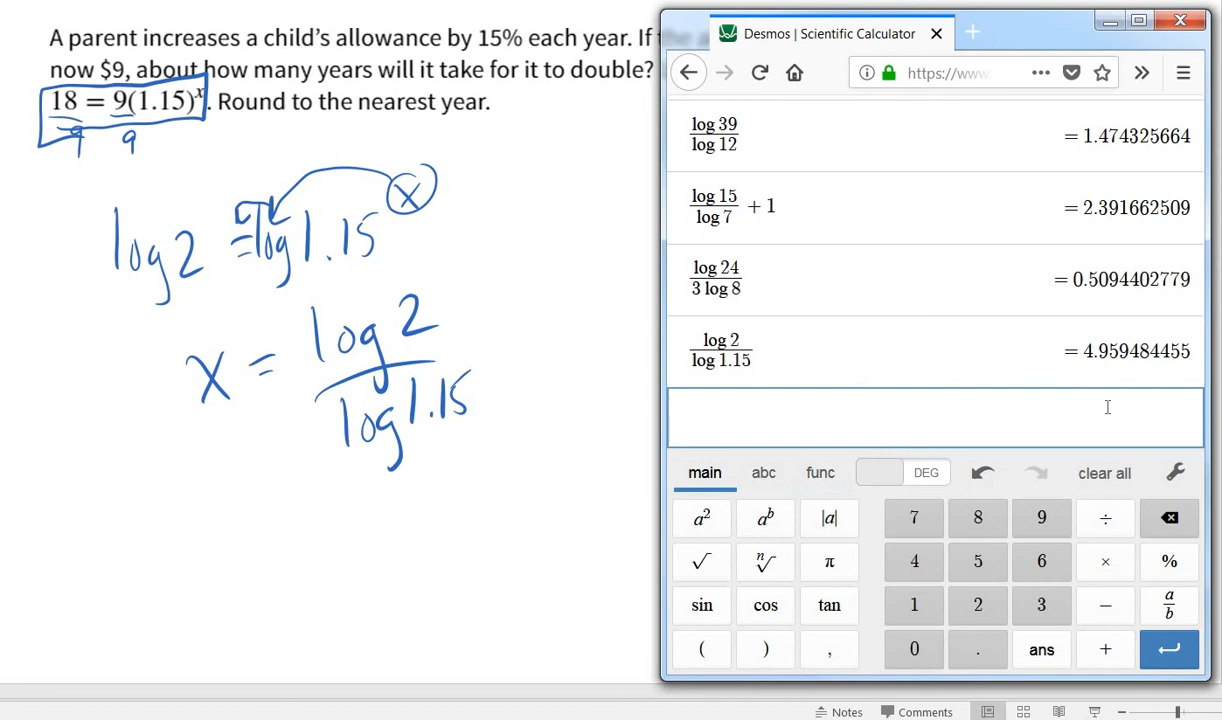 A parent increases a child's allowance by 15% each year. If the a
now $9, about how many years will it take for it to double?
18 = 9(1.15)^x. Round to the nearest year.
9 9
log 2 = log 1.15 x
x = log 2 / log 1.15
Desmos | Scientific Calculator
https://www.
log 39 / log 12 = 1.474325664
log 15 / log 7 + 1 = 2.391662509
log 24 / 3 log 8 = 0.5094402779
log 2 / log 1.15 = 4.959484455
main abc func DEG clear all
a² a^b |a| 7 8 9 ÷
√ ⁿ√ π 4 5 6 × %
sin cos tan 1 2 3 − a/b
( ) , 0 . ans +
Notes Comments